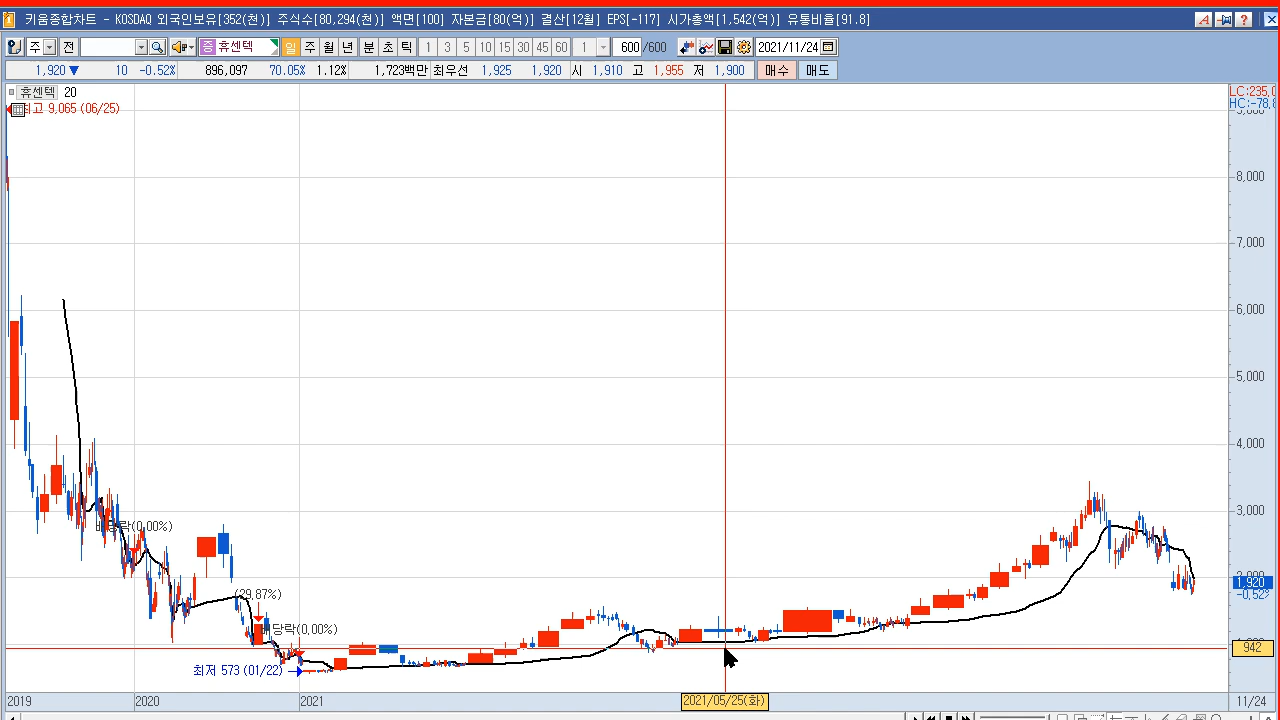 키움종합차트 - KOSDAQ 외국인보유[352(천)] 주식수[80,294(천)] 액면[100] 자본금[80(억)] 결산[12월] EPS[-117] 시가총액[1,542(억)] 유통비율[91.8]
주 전 증 휴센텍 일 주 월 년 분 초 틱 1 3 5 10 15 30 45 60 1 600 /600 2021/11/24
1,920 ▼ 10 -0.52% 896,097 70.05% 1.12% 1,723백만 최우선 1,925 1,920 시 1,910 고 1,955 저 1,900 매수 매도
휴센텍 20
LC:235,0
최고 9,065 (06/25)
HC:-78.8
8,000
7,000
6,000
5,000
4,000
3,000
배당락(0,00%)
1,920
-0.52%
(29,87%)
배당락(0,00%)
942
최저 573 (01/22)
2019 2020 2021 2021/05/25(화) 11/24